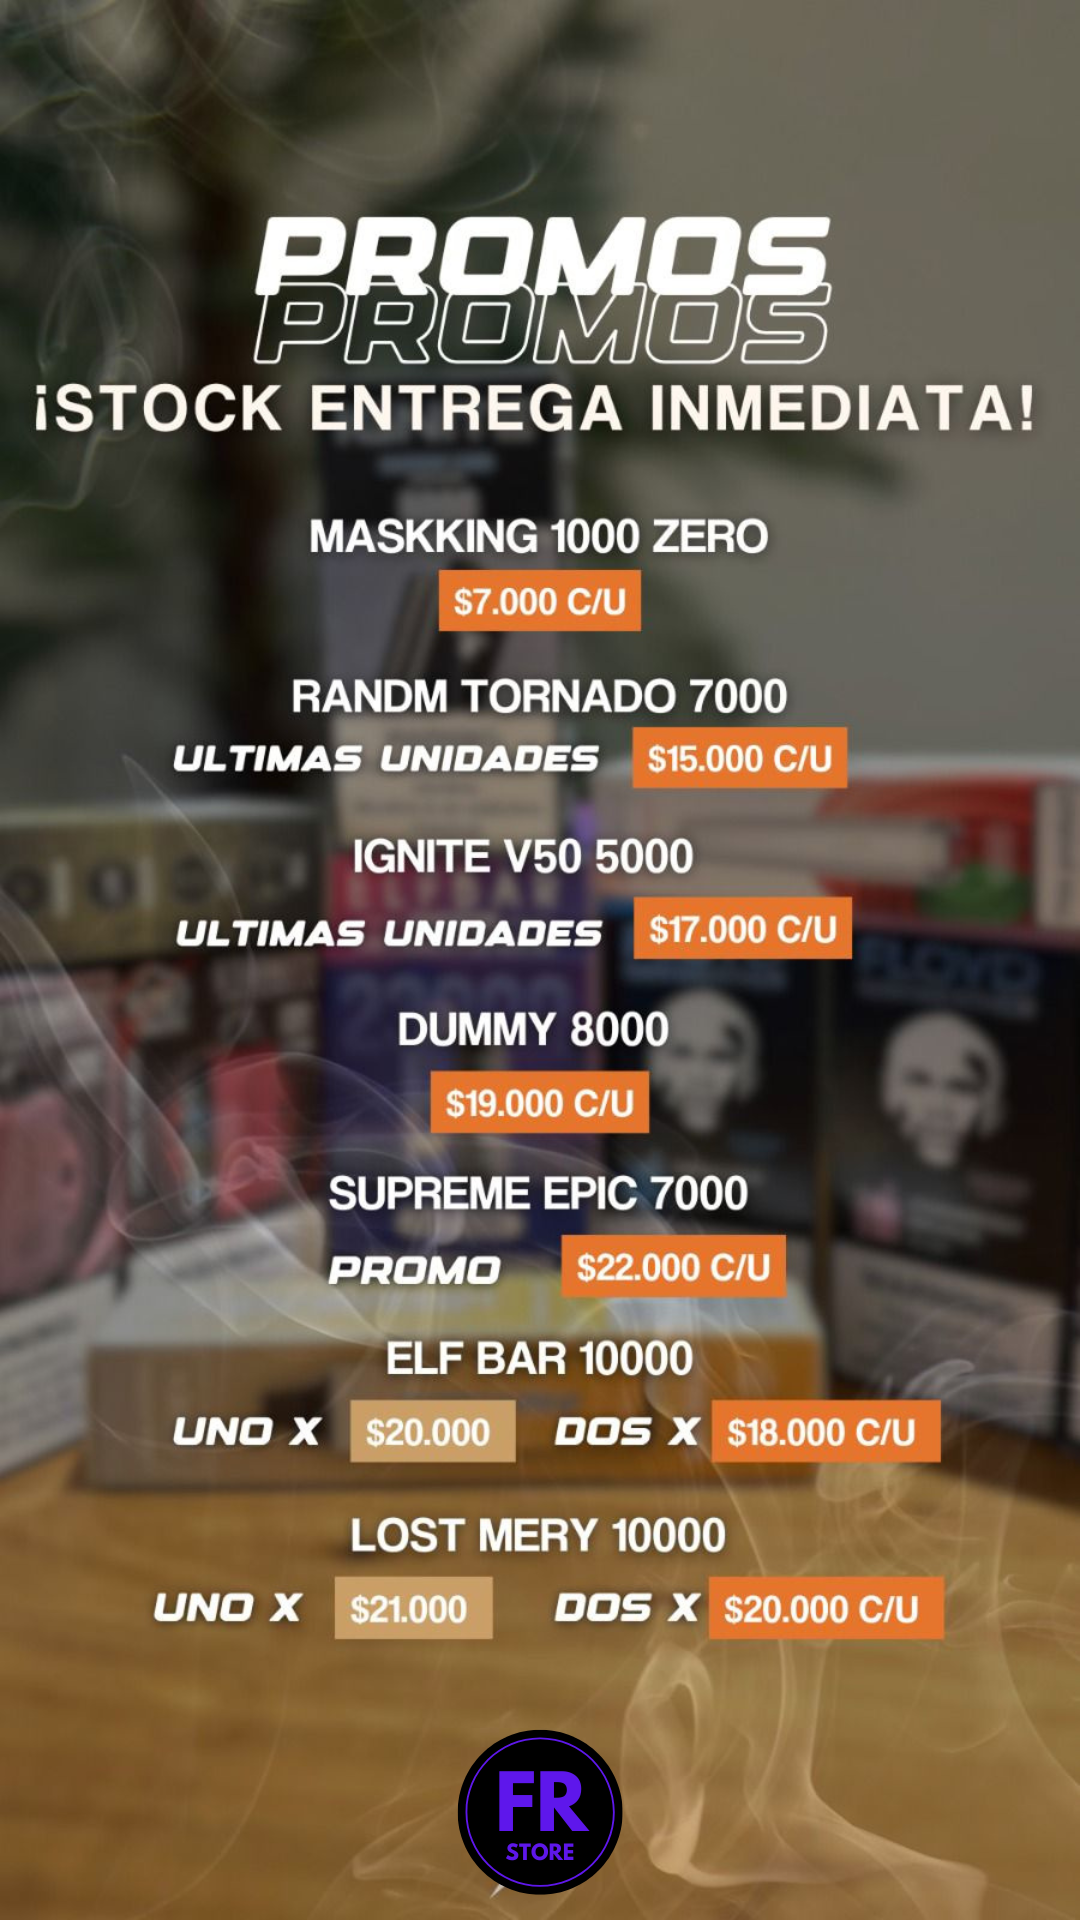 PROMOS
PROMOS
¡STOCK ENTREGA INMEDIATA!
MASKKING 1000 ZERO
$7.000 C/U
RANDM TORNADO 7000
ULTIMAS UNIDADES $15.000 C/U
IGNITE V50 5000
ULTIMAS UNIDADES $17.000 C/U
DUMMY 8000
$19.000 C/U
SUPREME EPIC 7000
PROMO $22.000 C/U
ELF BAR 10000
UNO X $20.000 DOS X $18.000 C/U
LOST MERY 10000
UNO X $21.000 DOS X $20.000 C/U
FR
STORE
FLOYD